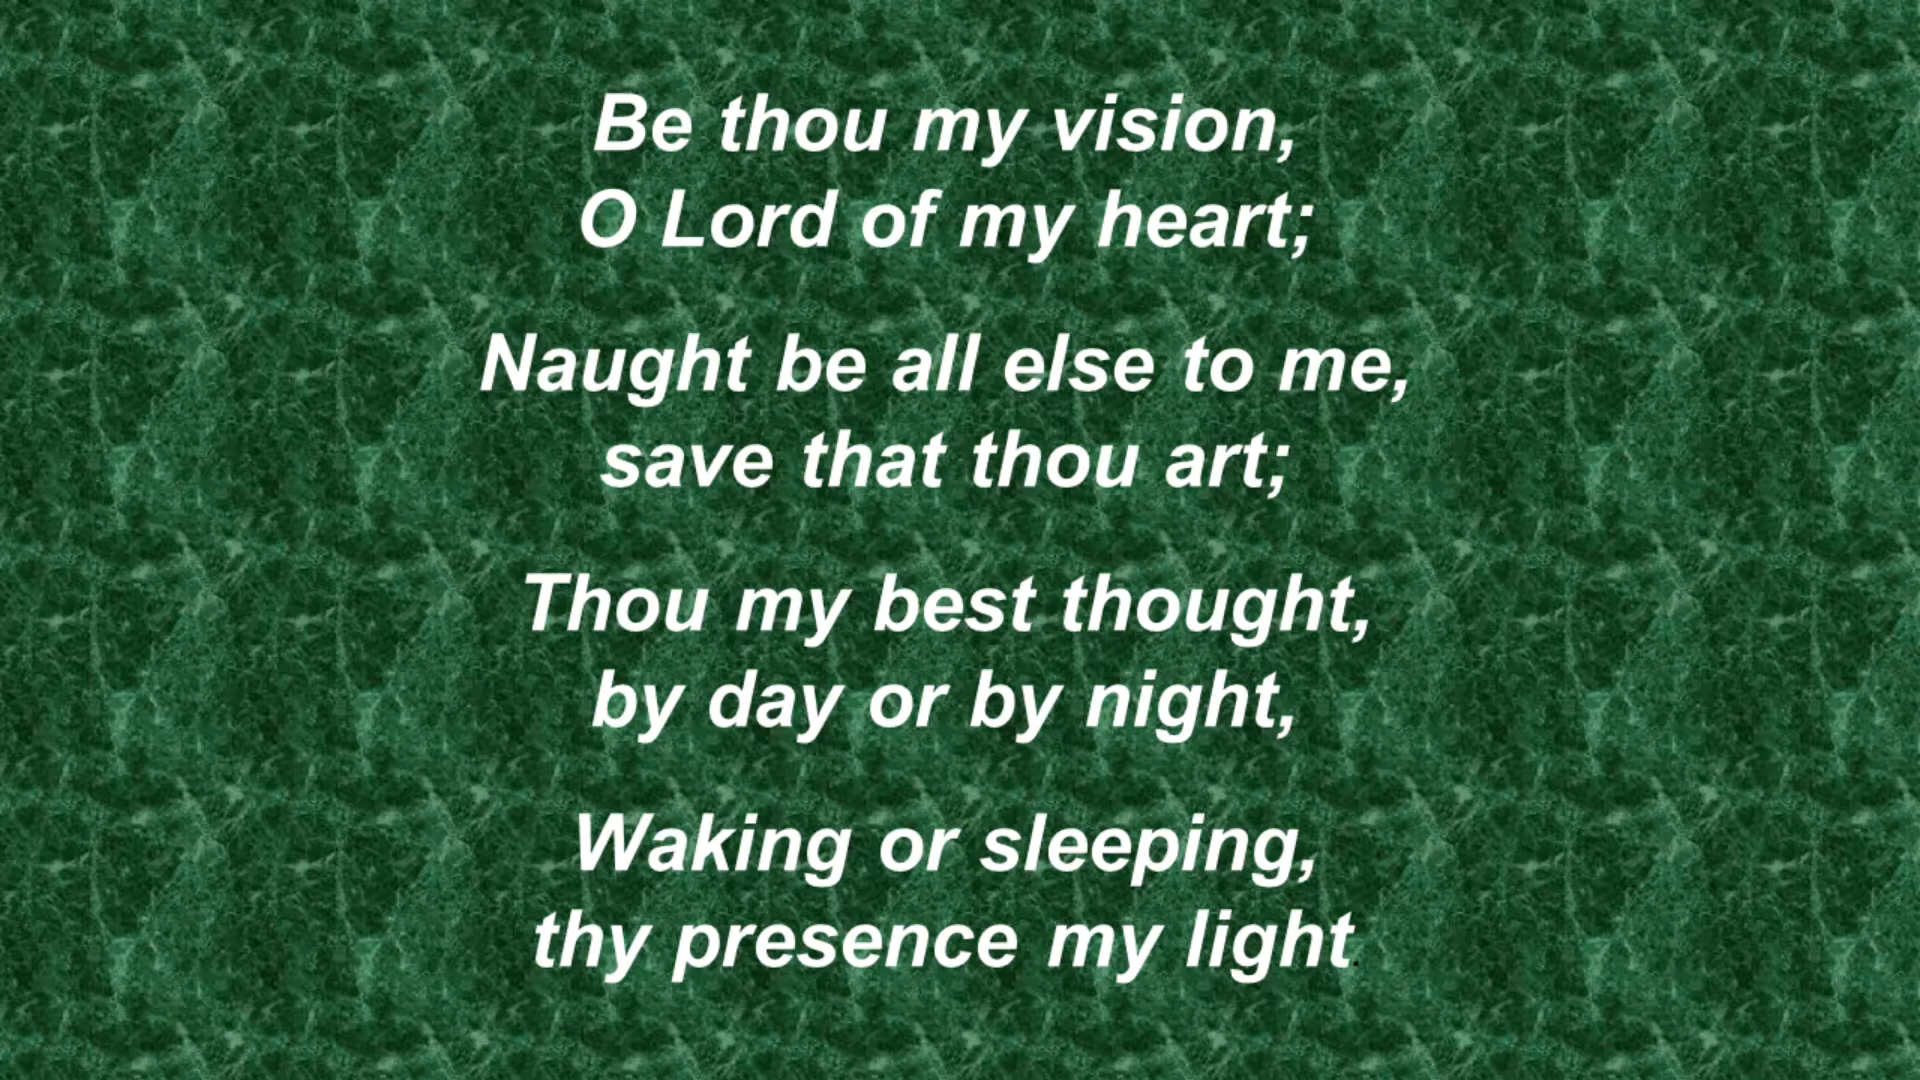 Be thou my vision,
O Lord of my heart;
Naught be all else to me,
save that thou art;
Thou my best thought,
by day or by night,
Waking or sleeping,
thy presence my light.